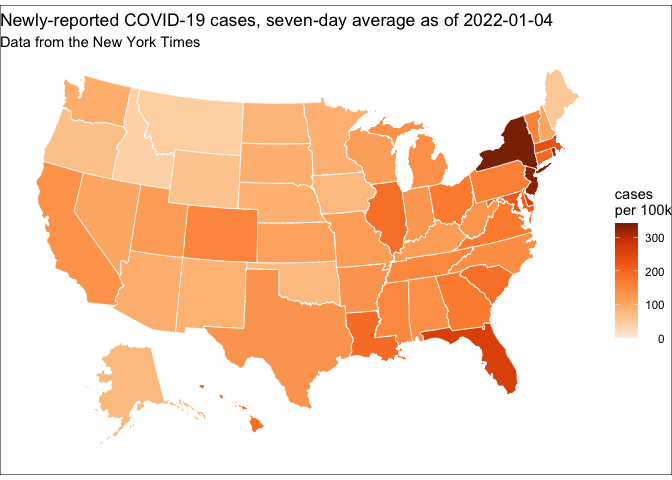 Newly-reported COVID-19 cases, seven-day average as of 2022-01-04
Data from the New York Times
cases
per 100k
300
200
100
0